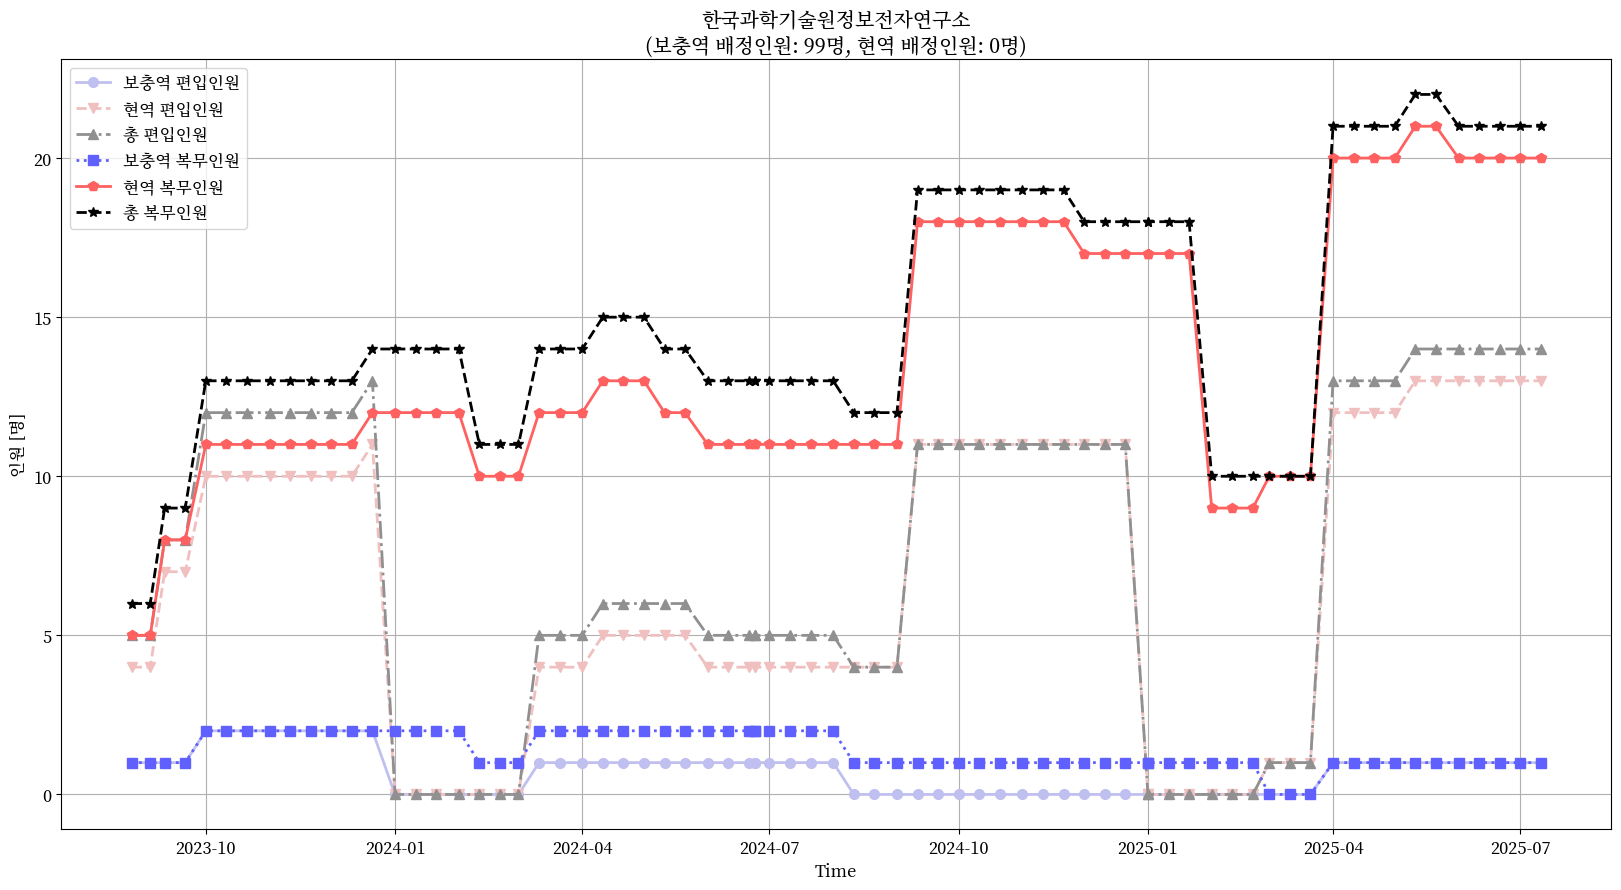 한국과학기술원정보전자연구소
(보충역 배정인원: 99명, 현역 배정인원: 0명)
보충역 편입인원
현역 편입인원
총 편입인원
보충역 복무인원
현역 복무인원
총 복무인원
인원 [명]
20
15
10
5
0
2023-10
2024-01
2024-04
2024-07
2024-10
2025-01
2025-04
2025-07
Time